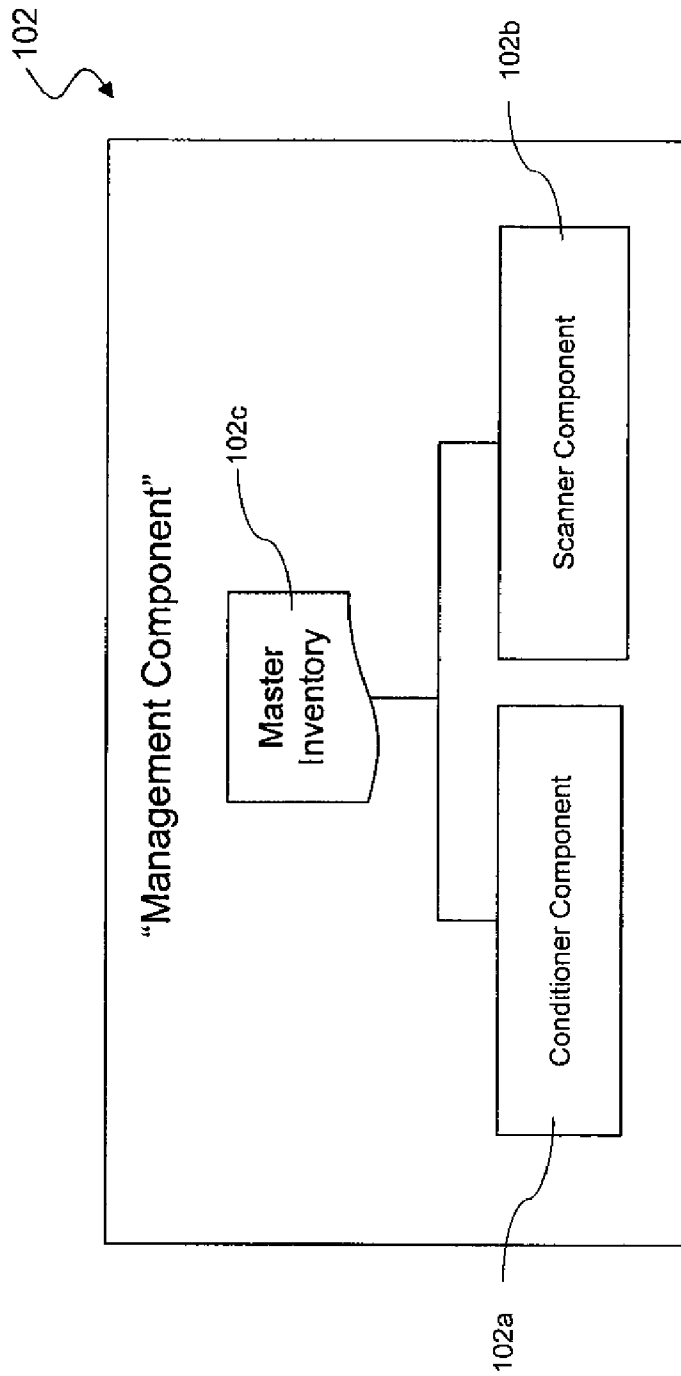 102
“Management Component”
102c
Master
Inventory
Conditioner Component
Scanner Component
102a
102b